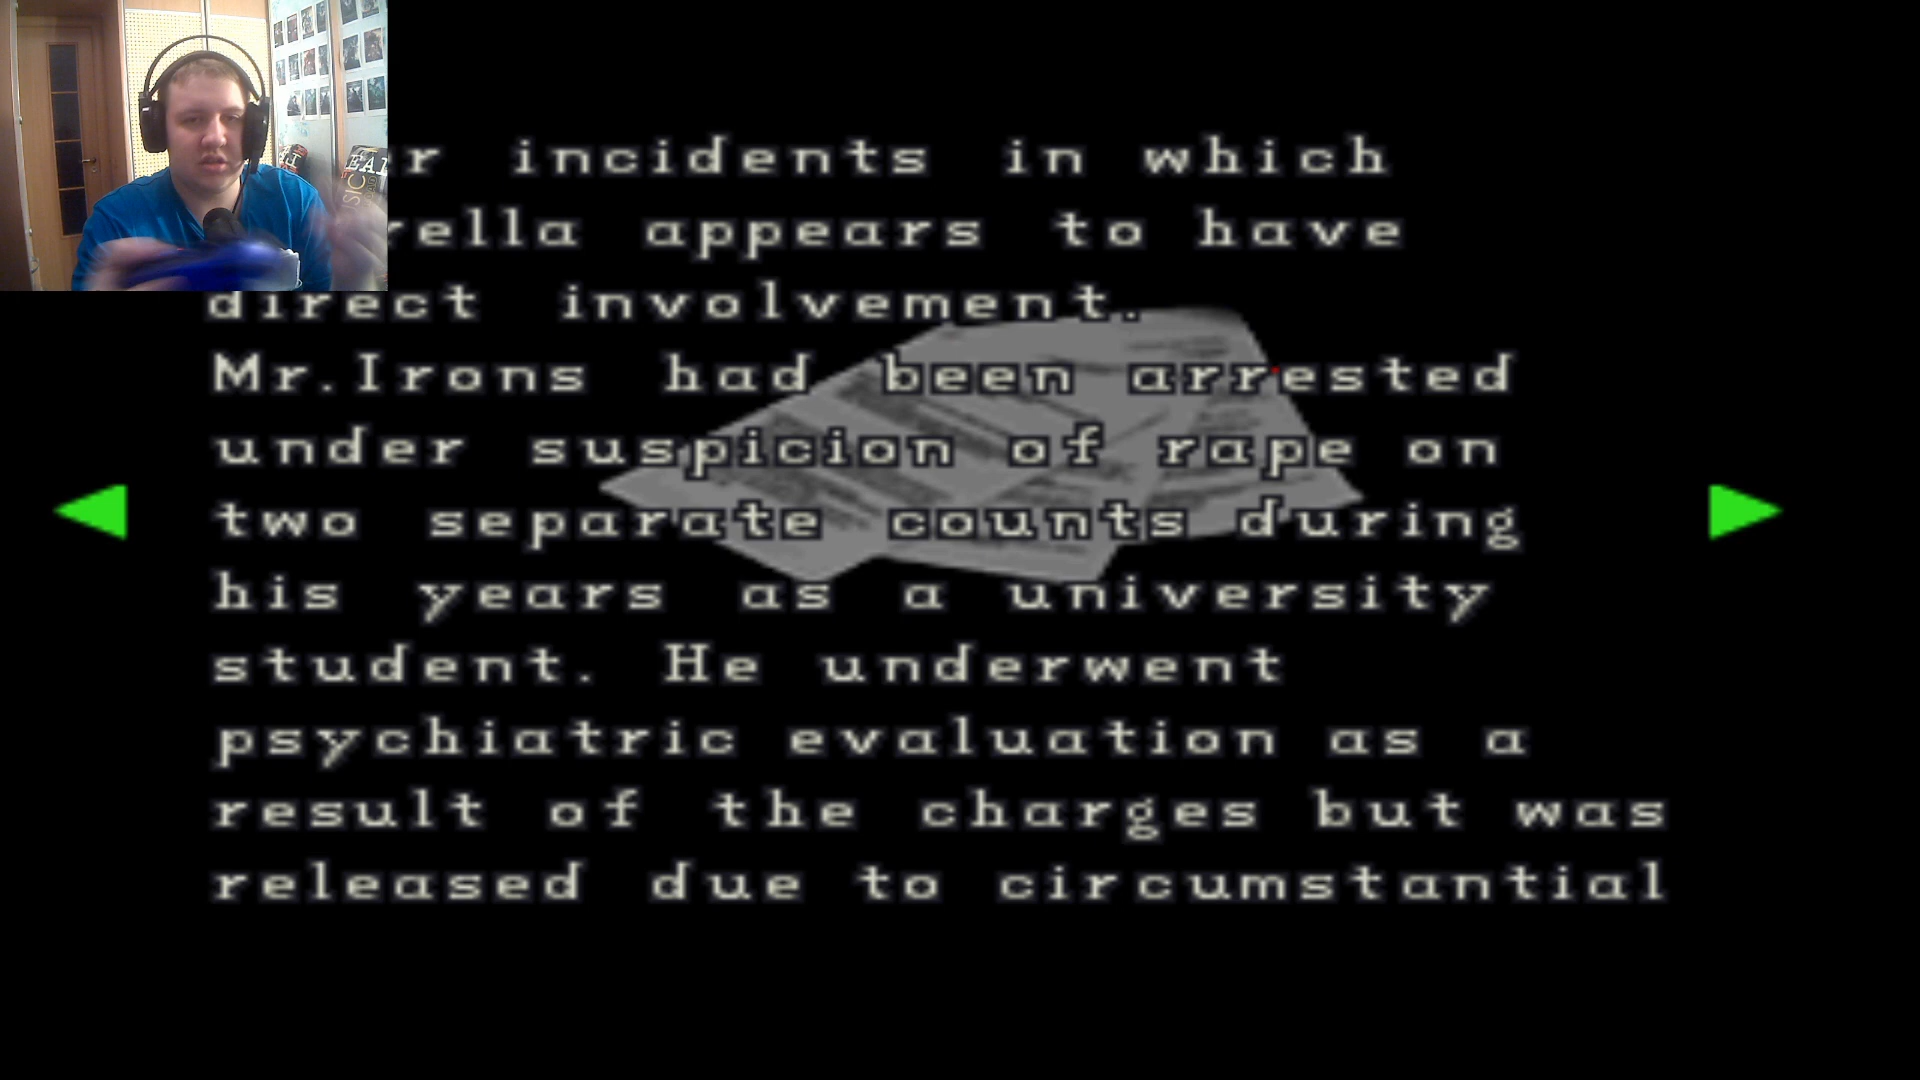 incidents in which
appears to have
direct involvement.
Mr.Irons had been arrested
under suspicion of rape on
two separate counts during
his years as a university
student. He underwent
psychiatric evaluation as a
result of the charges but was
released due to circumstantial